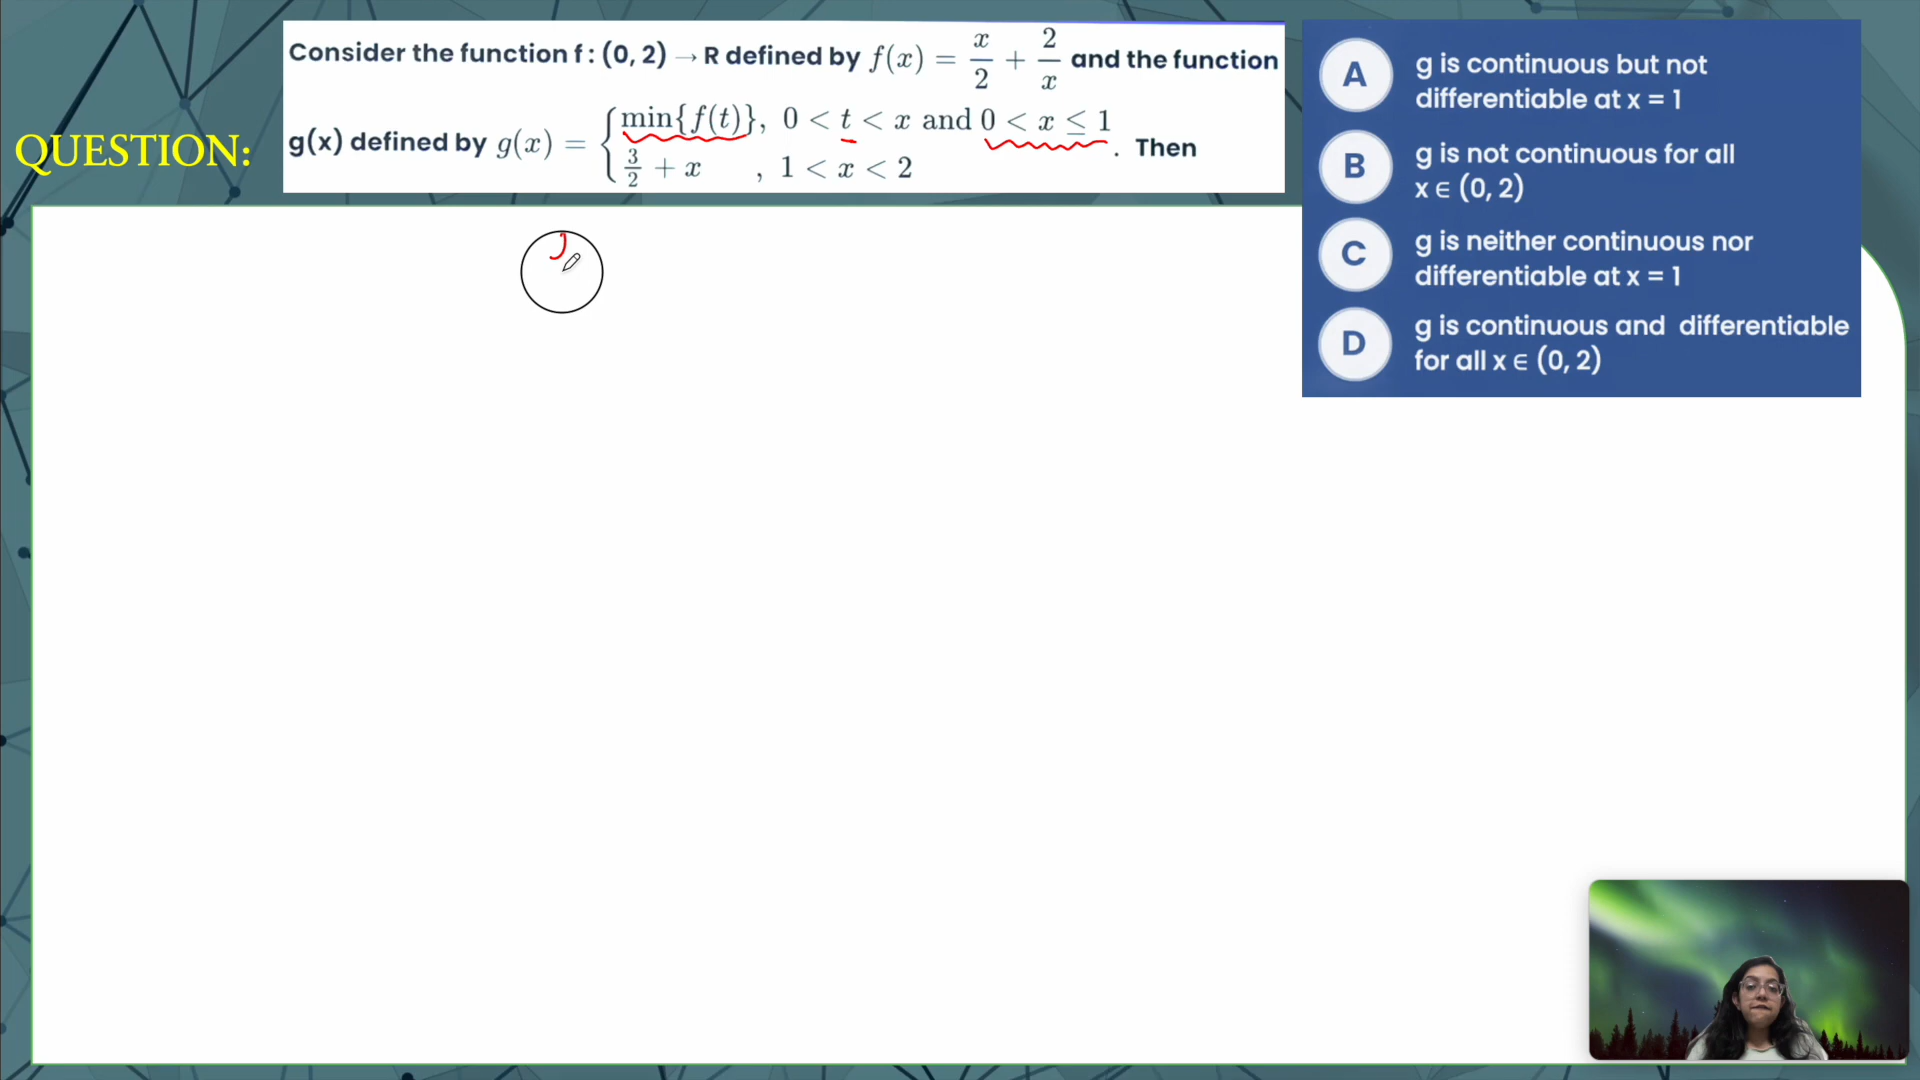 Consider the function f : (0, 2) → R defined by f(x) = x/2 + 2/x and the function
QUESTION:
g(x) defined by g(x) = { min{f(t)}, 0 < t < x and 0 < x ≤ 1
3/2 + x , 1 < x < 2 . Then
A g is continuous but not
differentiable at x = 1
B g is not continuous for all
x ∈ (0, 2)
C g is neither continuous nor
differentiable at x = 1
D g is continuous and differentiable
for all x ∈ (0, 2)